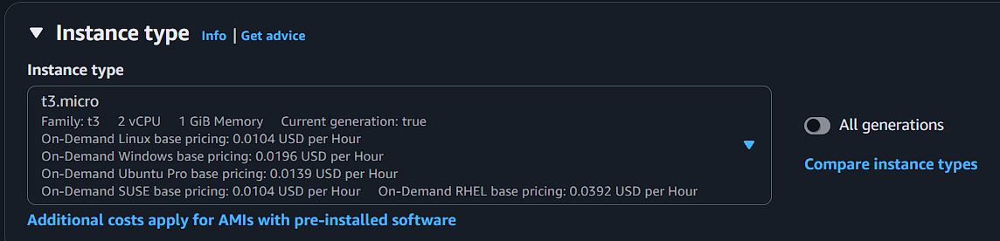 Instance type Info | Get advice
Instance type
t3.micro
Family: t3 2 vCPU 1 GiB Memory Current generation: true
On-Demand Linux base pricing: 0.0104 USD per Hour
On-Demand Windows base pricing: 0.0196 USD per Hour
On-Demand Ubuntu Pro base pricing: 0.0139 USD per Hour
On-Demand SUSE base pricing: 0.0104 USD per Hour On-Demand RHEL base pricing: 0.0392 USD per Hour
All generations
Compare instance types
Additional costs apply for AMIs with pre-installed software